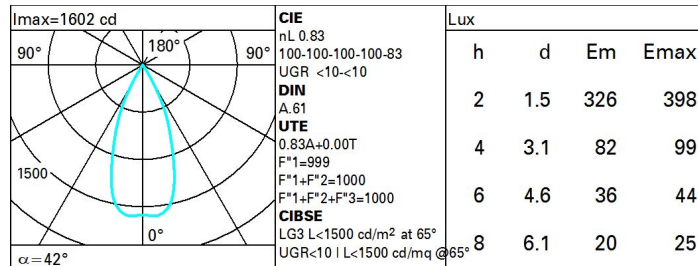 Imax=1602 cd
90°
180°
90°
1500
0°
α=42°
CIE
nL 0.83
100-100-100-100-83
UGR <10-<10
DIN
A.61
UTE
0.83A+0.00T
F"1=999
F"1+F"2=1000
F"1+F"2+F"3=1000
CIBSE
LG3 L<1500 cd/m² at 65°
UGR<10 | L<1500 cd/mq @65°
Lux
h d Em Emax
2 1.5 326 398
4 3.1 82 99
6 4.6 36 44
8 6.1 20 25